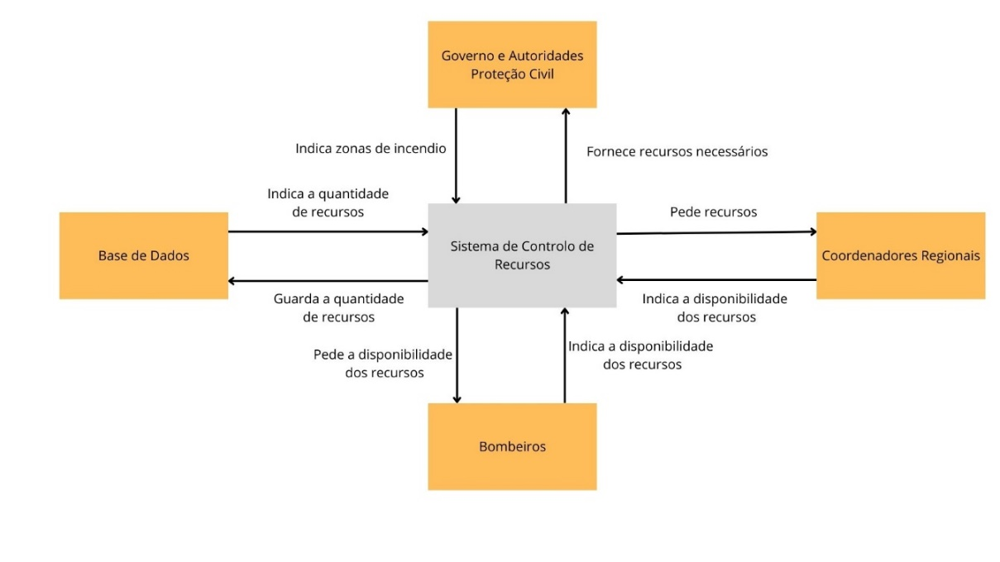 Governo e Autoridades
Proteção Civil
Indica zonas de incendio
Fornece recursos necessários
Indica a quantidade
de recursos
Pede recursos
Base de Dados
Sistema de Controlo de
Recursos
Coordenadores Regionais
Guarda a quantidade
de recursos
Indica a disponibilidade
dos recursos
Pede a disponibilidade
dos recursos
Indica a disponibilidade
dos recursos
Bombeiros